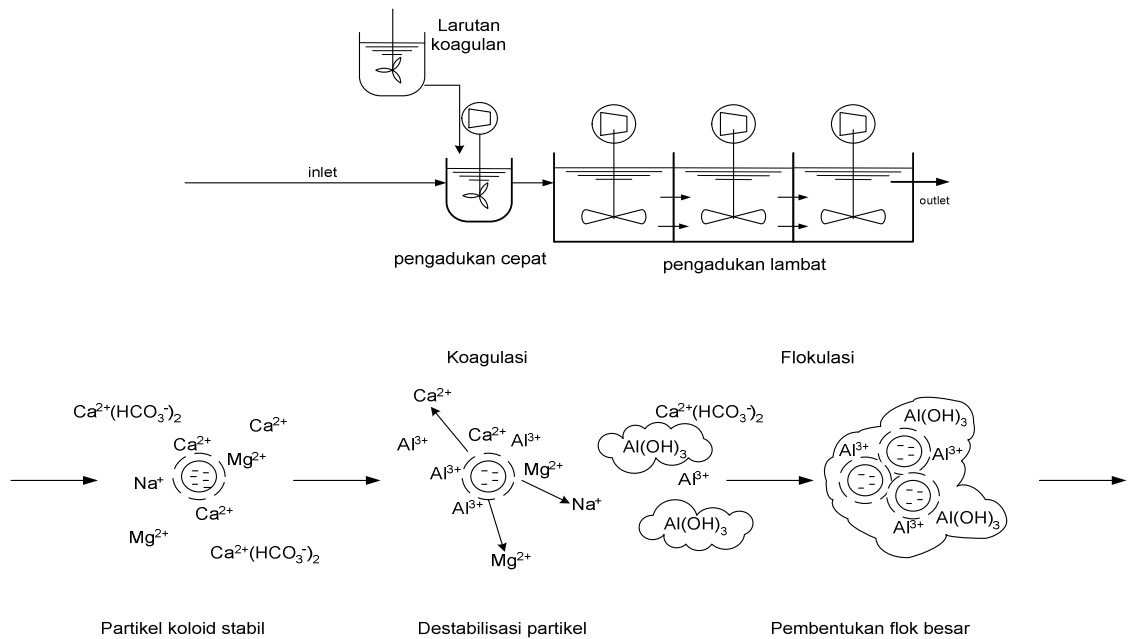 Larutan
koagulan
inlet
outlet
pengadukan cepat
pengadukan lambat
Koagulasi
Flokulasi
Ca²⁺(HCO₃⁻)₂
Ca²⁺
Ca²⁺
Mg²⁺
Na⁺
Ca²⁺
Mg²⁺
Ca²⁺(HCO₃⁻)₂
Ca²⁺
Al³⁺
Ca²⁺
Al³⁺
Al³⁺
Mg²⁺
Al³⁺
Na⁺
Mg²⁺
Ca²⁺(HCO₃⁻)₂
Al(OH)₃
Al³⁺
Al(OH)₃
Al(OH)₃
Al³⁺
Al³⁺
Al³⁺
Al(OH)₃
Partikel koloid stabil
Destabilisasi partikel
Pembentukan flok besar